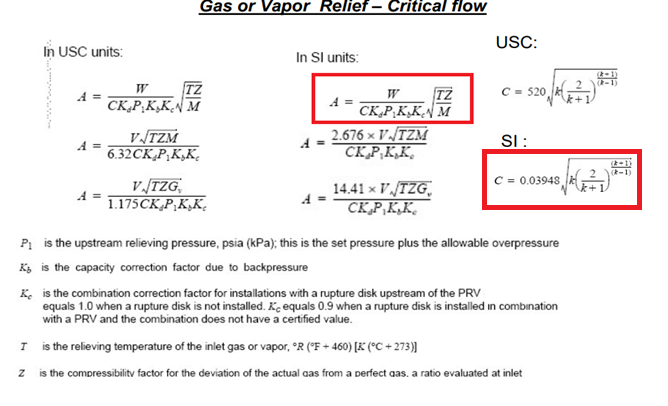 Gas or Vapor Relief – Critical flow
In USC units:
In SI units:
USC:
A = W / CK_dP_1K_bK_c √(TZ / M)
A = W / CK_dP_1K_bK_c √(TZ / M)
C = 520 √(k(2 / k+1)^((k+1)/(k−1)))
A = V√TZM / 6.32CK_dP_1K_bK_c
A = 2.676 × V√TZM / CK_dP_1K_bK_c
SI :
A = V√TZG_v / 1.175CK_dP_1K_bK_c
A = 14.41 × V√TZG_v / CK_dP_1K_bK_c
C = 0.03948 √(k(2 / k+1)^((k+1)/(k−1)))
P_1 is the upstream relieving pressure, psia (kPa); this is the set pressure plus the allowable overpressure
K_b is the capacity correction factor due to backpressure
K_c is the combination correction factor for installations with a rupture disk upstream of the PRV
equals 1.0 when a rupture disk is not installed. K_c equals 0.9 when a rupture disk is installed in combination
with a PRV and the combination does not have a certified value.
T is the relieving temperature of the inlet gas or vapor, °R (°F + 460) [K (°C + 273)]
Z is the compressibility factor for the deviation of the actual gas from a perfect gas, a ratio evaluated at inlet